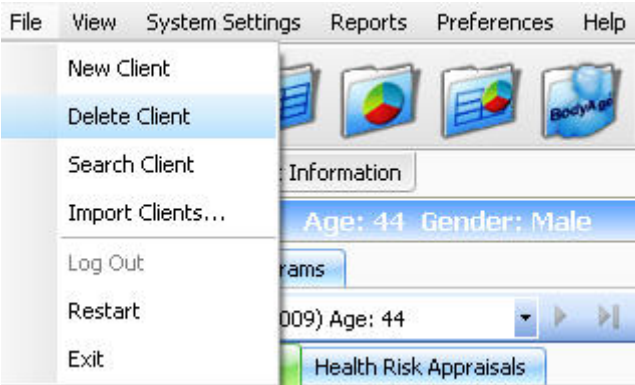 File View System Settings Reports Preferences Help
New Client
Delete Client
BodyAge
Search Client
Information
Import Clients...
Age: 44 Gender: Male
Log Out
rams
Restart
009) Age: 44
Exit
Health Risk Appraisals